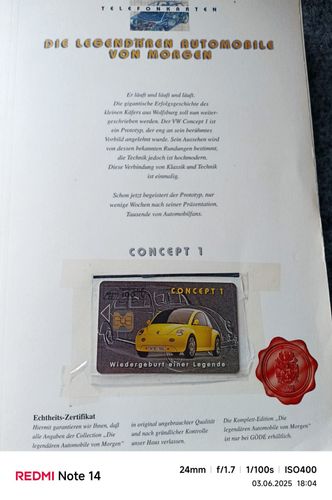 TELEFONKARTEN
DIE LEGENDÄREN AUTOMOBILE
VON MORGEN
Er läuft und läuft und läuft.
Die gigantische Erfolgsgeschichte des
kleinen Käfers aus Wolfsburg soll nun weiter-
geschrieben werden. Der VW Concept 1 ist
ein Prototyp, der eng an sein berühmtes
Vorbild angelehnt wurde. Sein Aussehen wird
von dessen bekannten Rundungen bestimmt,
die Technik jedoch ist hochmodern.
Diese Verbindung von Klassik und Technik
ist einmalig.
Schon jetzt begeistert der Prototyp, nur
wenige Wochen nach seiner Präsentation,
Tausende von Automobilfans.
CONCEPT 1
CONCEPT 1
Wiedergeburt einer Legende
Echtheits-Zertifikat
Hiermit garantieren wir Ihnen, daß
alle Angaben der Collection „Die
legendären Automobile von Morgen"
in original ungebrauchter Qualität
und nach gründlicher Kontrolle
unser Haus verlassen.
Die Komplett-Edition „Die
legendären Automobile von Morgen"
ist nur bei GÖDE erhältlich.
REDMI Note 14
24mm | f/1.7 | 1/100s | ISO400
03.06.2025 18:04